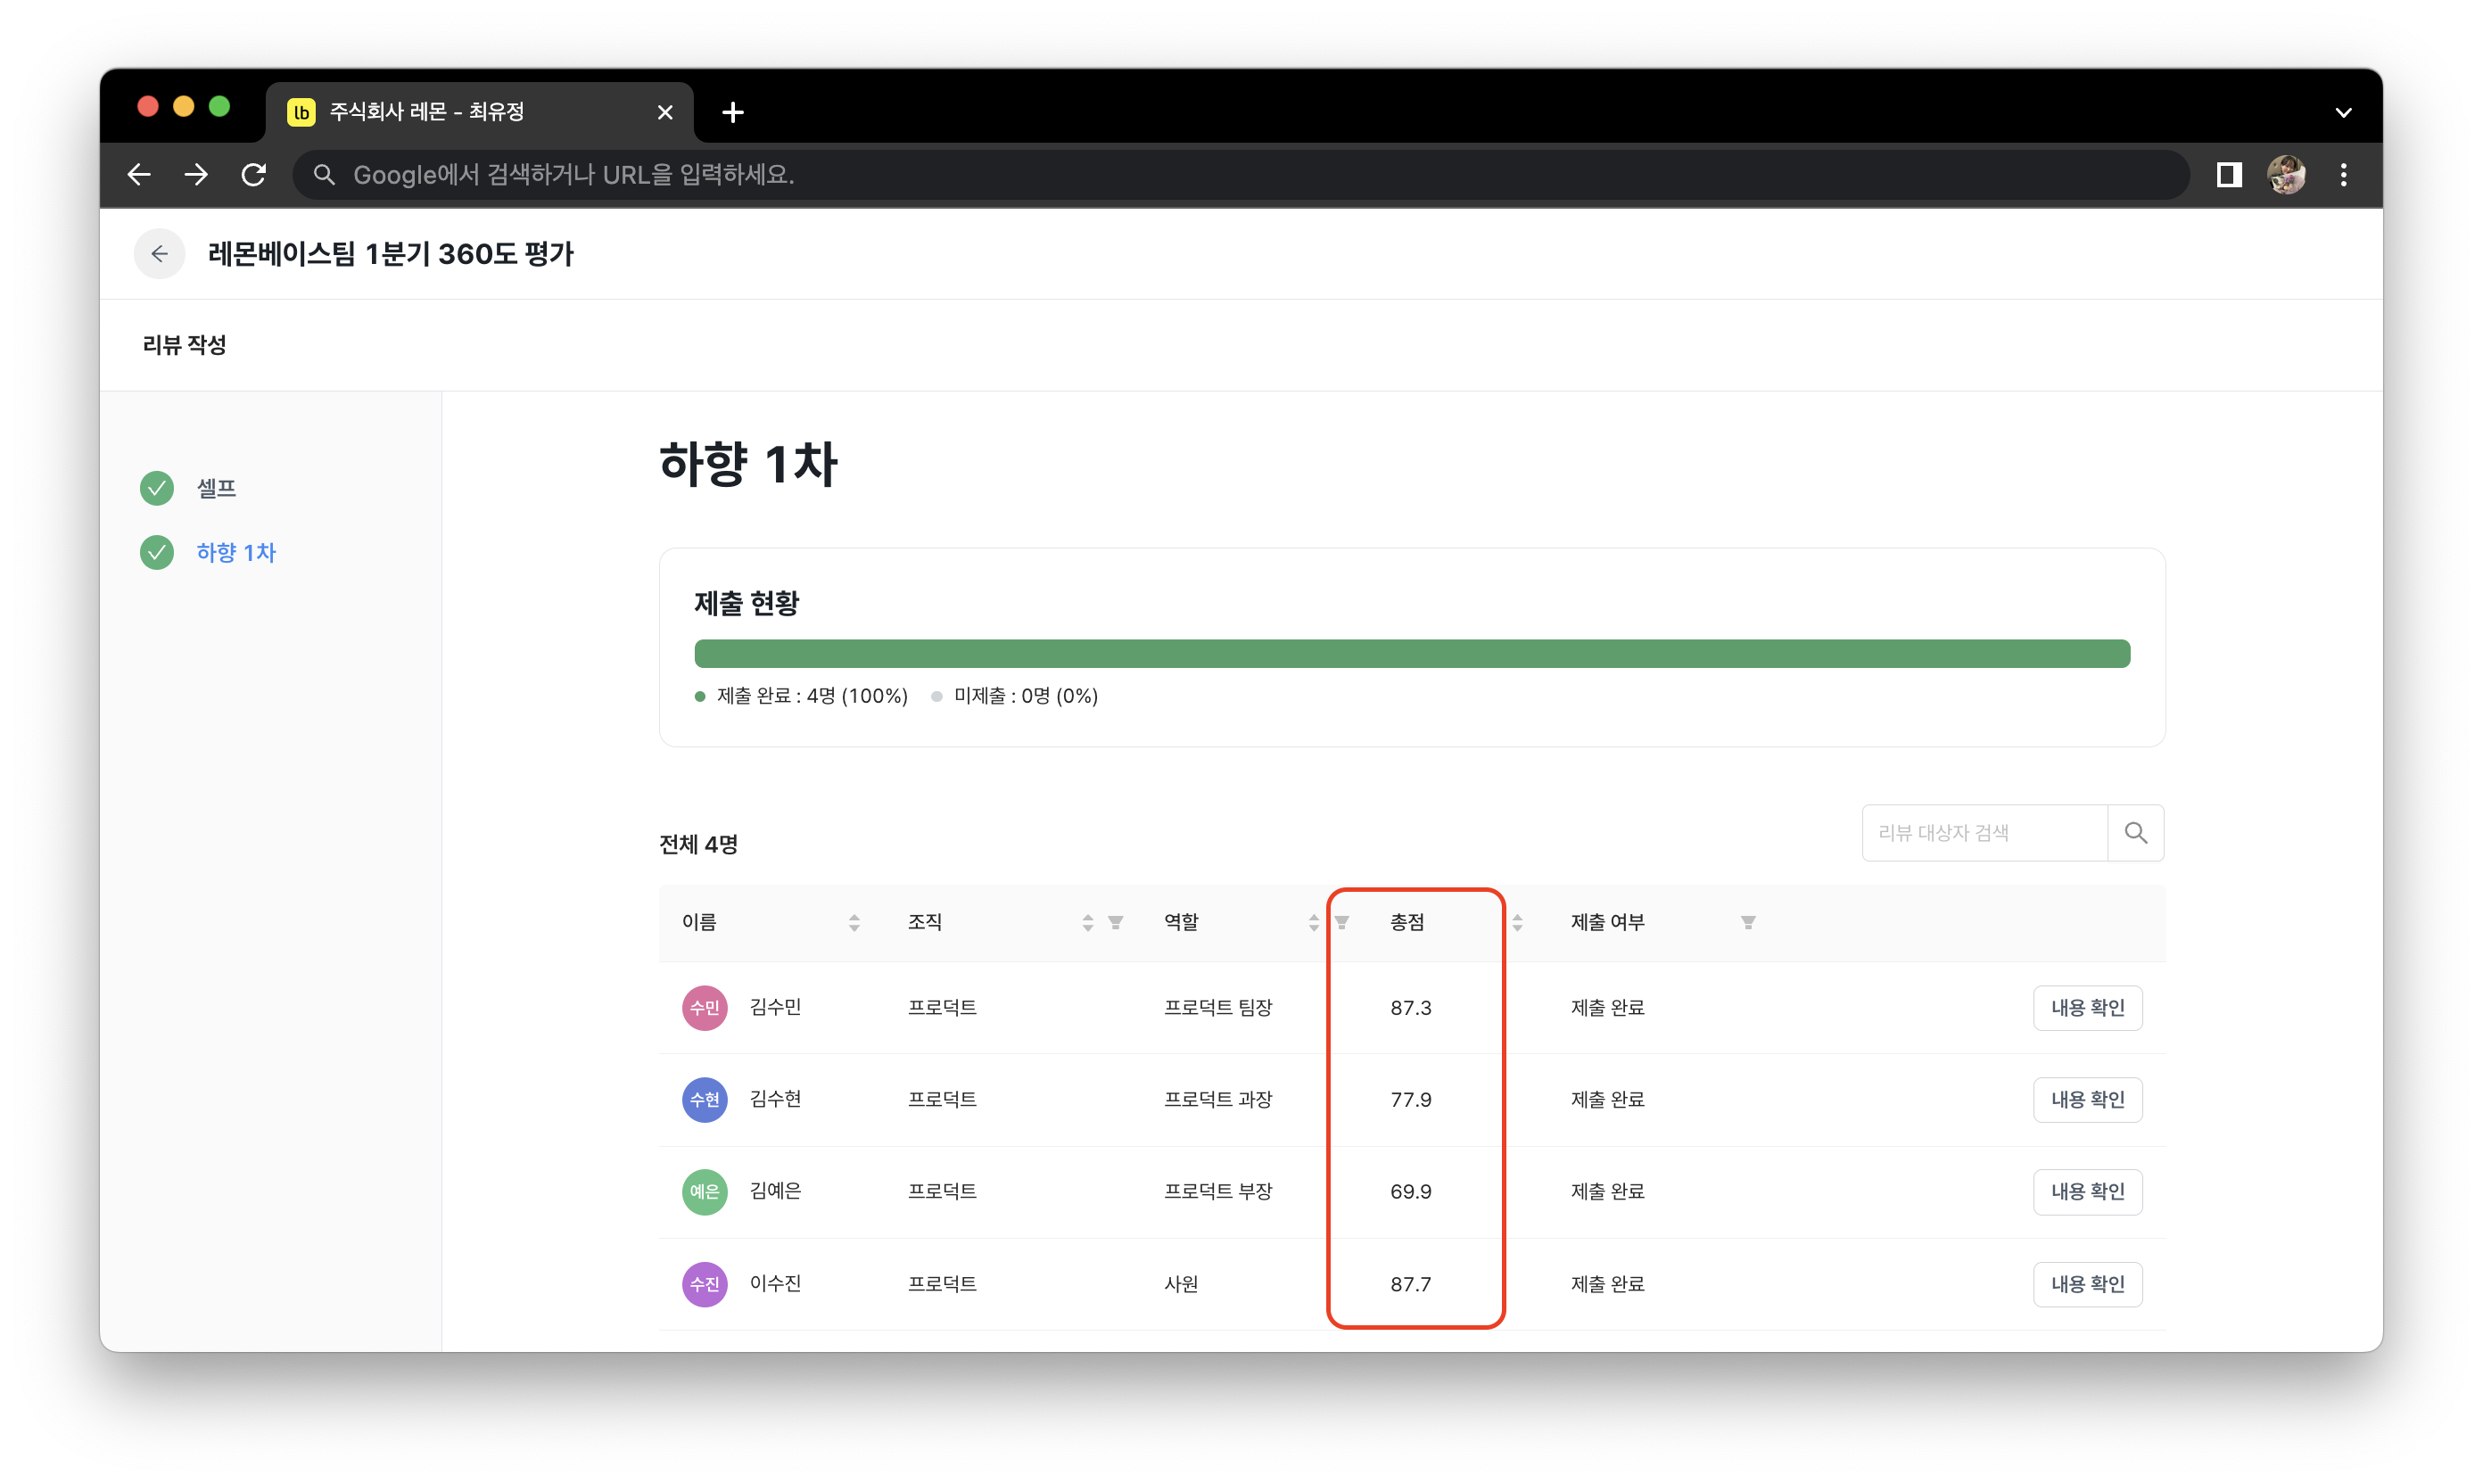 lb 주식회사 레몬 - 최유정
Google에서 검색하거나 URL을 입력하세요.
레몬베이스팀 1분기 360도 평가
리뷰 작성
셀프
하향 1차
하향 1차
제출 현황
제출 완료 : 4명 (100%) 미제출 : 0명 (0%)
리뷰 대상자 검색
전체 4명
이름 조직 역할 총점 제출 여부
수민 김수민 프로덕트 프로덕트 팀장 87.3 제출 완료 내용 확인
수현 김수현 프로덕트 프로덕트 과장 77.9 제출 완료 내용 확인
예은 김예은 프로덕트 프로덕트 부장 69.9 제출 완료 내용 확인
수진 이수진 프로덕트 사원 87.7 제출 완료 내용 확인